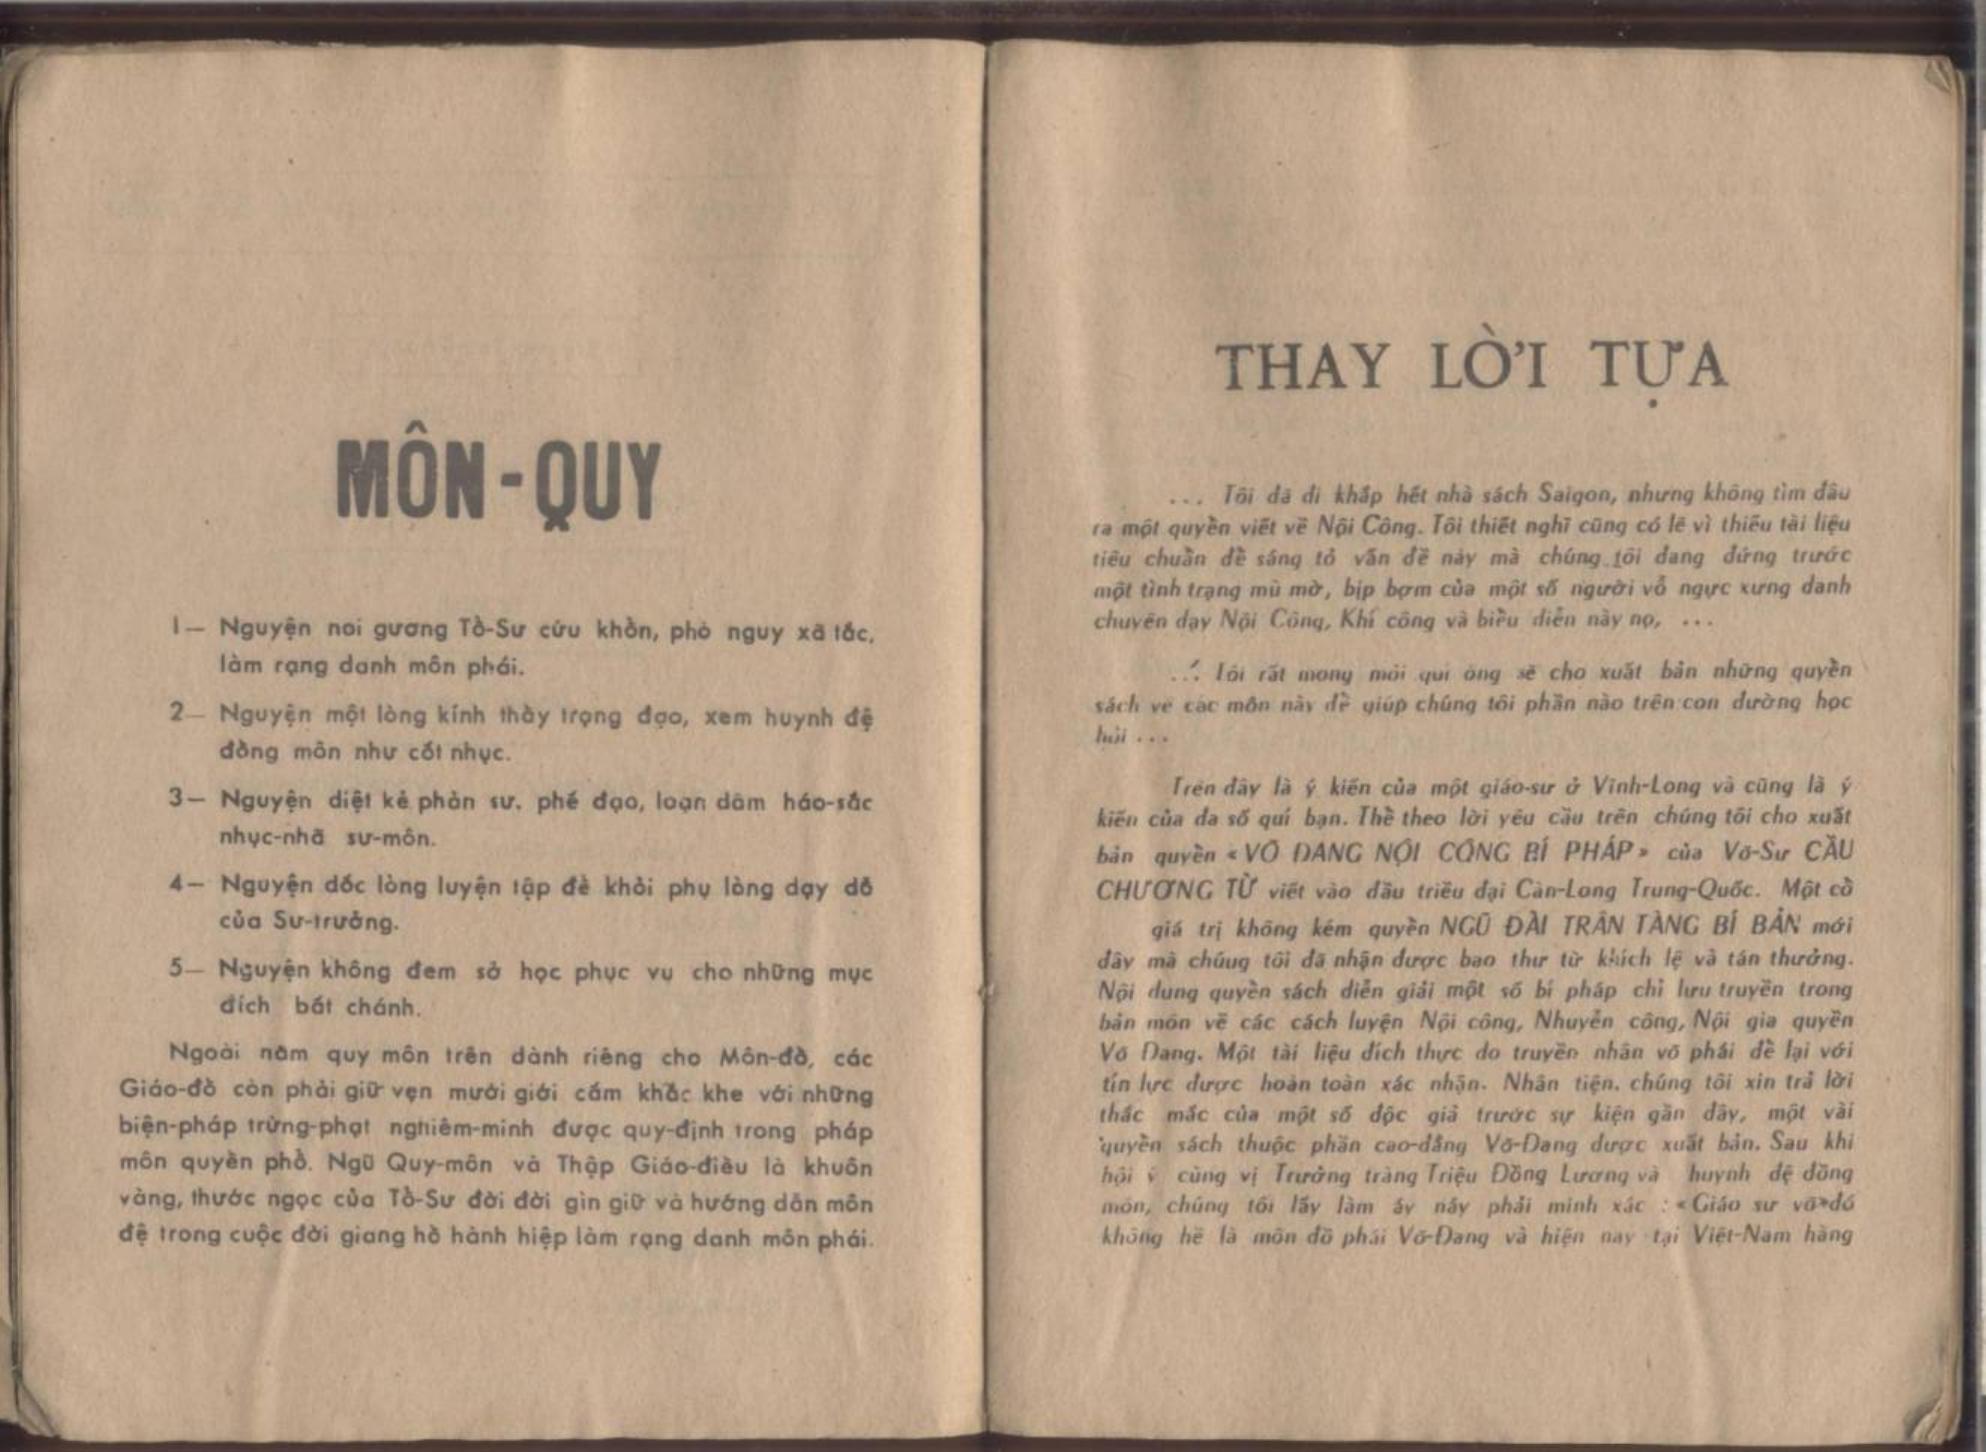 MÔN-QUY
1— Nguyện noi gương Tổ-Sư cứu khổn, phò nguy xã tắc,
làm rạng danh môn phái.
2— Nguyện một lòng kính thầy trọng đạo, xem huynh đệ
đồng môn như cốt nhục.
3— Nguyện diệt kẻ phản sư, phế đạo, loạn dâm háo-sắc
nhục-nhã sư-môn.
4— Nguyện dốc lòng luyện tập để khỏi phụ lòng dạy dỗ
của Sư-trưởng.
5— Nguyện không đem sở học phục vụ cho những mục
đích bất chánh.
Ngoài năm quy môn trên dành riêng cho Môn-đồ, các
Giáo-đồ còn phải giữ vẹn mười giới cấm khắc khe với những
biện-pháp trừng-phạt nghiêm-minh được quy-định trong pháp
môn quyền phổ. Ngũ Quy-môn và Thập Giáo-điều là khuôn
vàng, thước ngọc của Tổ-Sư đời đời gìn giữ và hướng dẫn môn
đệ trong cuộc đời giang hồ hành hiệp làm rạng danh môn phái.
THAY LỜI TỰA
... Tôi đã đi khắp hết nhà sách Saigon, nhưng không tìm đâu
ra một quyển viết về Nội Công. Tôi thiết nghĩ cũng có lẽ vì thiếu tài liệu
tiêu chuẩn để sáng tỏ vấn đề này mà chúng tôi đang đứng trước
một tình trạng mù mờ, bịp bợm của một số người vỗ ngực xưng danh
chuyên dạy Nội Công, Khí công và biểu diễn này nọ, ...
... Tôi rất mong mỏi quí ông sẽ cho xuất bản những quyển
sách về các môn này để giúp chúng tôi phần nào trên con đường học
hỏi ...
Trên đây là ý kiến của một giáo-sư ở Vĩnh-Long và cũng là ý
kiến của đa số quí bạn. Thể theo lời yêu cầu trên chúng tôi cho xuất
bản quyển «VÕ ĐANG NỘI CÔNG BÍ PHÁP» của Võ-Sư CẦU
CHƯƠNG TỪ viết vào đầu triều đại Càn-Long Trung-Quốc. Một cổ
giá trị không kém quyển NGŨ ĐÀI TRÂN TÀNG BÍ BẢN mới
đây mà chúug tôi đã nhận được bao thư từ khích lệ và tán thưởng.
Nội dung quyển sách diễn giải một số bí pháp chỉ lưu truyền trong
bản môn về các cách luyện Nội công, Nhuyễn công, Nội gia quyền
Võ Đang. Một tài liệu đích thực do truyền nhân võ phái để lại với
tín lực được hoàn toàn xác nhận. Nhân tiện, chúng tôi xin trả lời
thắc mắc của một số độc giả trước sự kiện gần đây, một vài
quyển sách thuộc phần cao-đẳng Võ-Đang được xuất bản. Sau khi
hội ý cùng vị Trưởng tràng Triệu Đồng Lương và huynh đệ đồng
môn, chúng tôi lấy làm áy náy phải minh xác : «Giáo sư võ»đó
không hề là môn đồ phái Võ-Đang và hiện nay tại Việt-Nam hàng